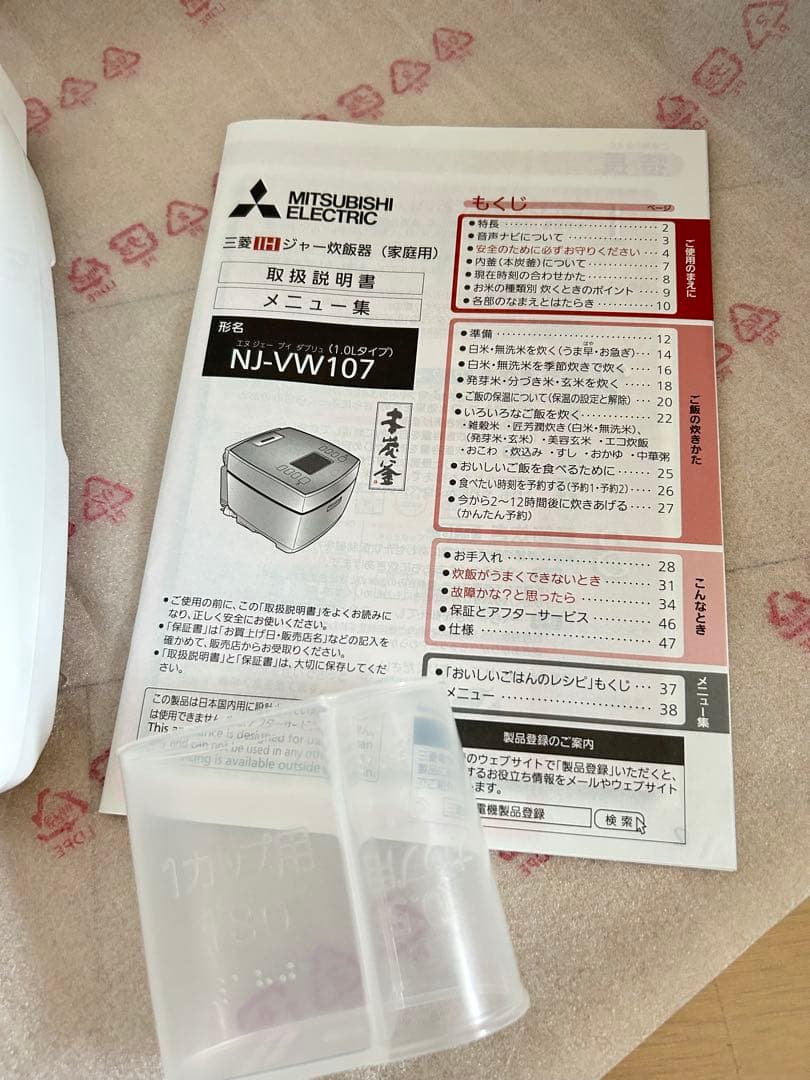 MITSUBISHI
ELECTRIC
三菱IHジャー炊飯器（家庭用）
取扱説明書
メニュー集
形名
エヌ ジェー ブイ ダブリュ (1.0Lタイプ)
NJ-VW107
本炭釜
●ご使用の前に、この「取扱説明書」をよくお読みに
なり、正しく安全にお使いください。
●「保証書」は「お買上げ日・販売店名」などの記入を
確かめて、販売店からお受取りください。
●「取扱説明書」と「保証書」は、大切に保存してくだ
さい。
この製品は日本国内用に設計
は使用できません
This
is designed for
and can not be used in any
is available outside
もくじ
ページ
ご使用のまえに
●特長 2
●音声ナビについて 3
●安全のために必ずお守りください 4
●内釜(本炭釜)について 7
●現在時刻の合わせかた 8
●お米の種類別 炊くときのポイント 9
●各部のなまえとはたらき 10
ご飯の炊きかた
●準備 12
●白米・無洗米を炊く(うま早・お急ぎ) 14
●白米・無洗米を季節炊きで炊く 16
●発芽米・分づき米・玄米を炊く 18
●ご飯の保温について(保温の設定と解除) 20
●いろいろなご飯を炊く 22
・雑穀米 ・匠芳潤炊き(白米・無洗米)、
(発芽米・玄米) ・美容玄米 ・エコ炊飯
・おこわ ・炊込み ・すし ・おかゆ ・中華粥
●おいしいご飯を食べるために 25
●食べたい時刻を予約する(予約1・予約2) 26
●今から2〜12時間後に炊きあげる 27
(かんたん予約)
こんなとき
●お手入れ 28
●炊飯がうまくできないとき 31
●故障かな?と思ったら 34
●保証とアフターサービス 46
●仕様 47
メニュー集
●「おいしいごはんのレシピ」もくじ 37
メニュー 38
製品登録のご案内
のウェブサイトで「製品登録」いただくと、
するお役立ち情報をメールやウェブサイト
ます。
電機製品登録
検索
1カップ用
180
LDPE